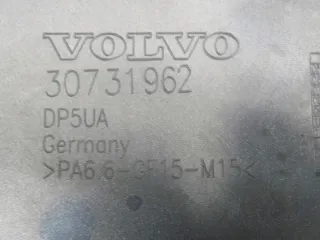 VOLVO
30731962
DP5UA
Germany
>PA6.6-GF15-M15<